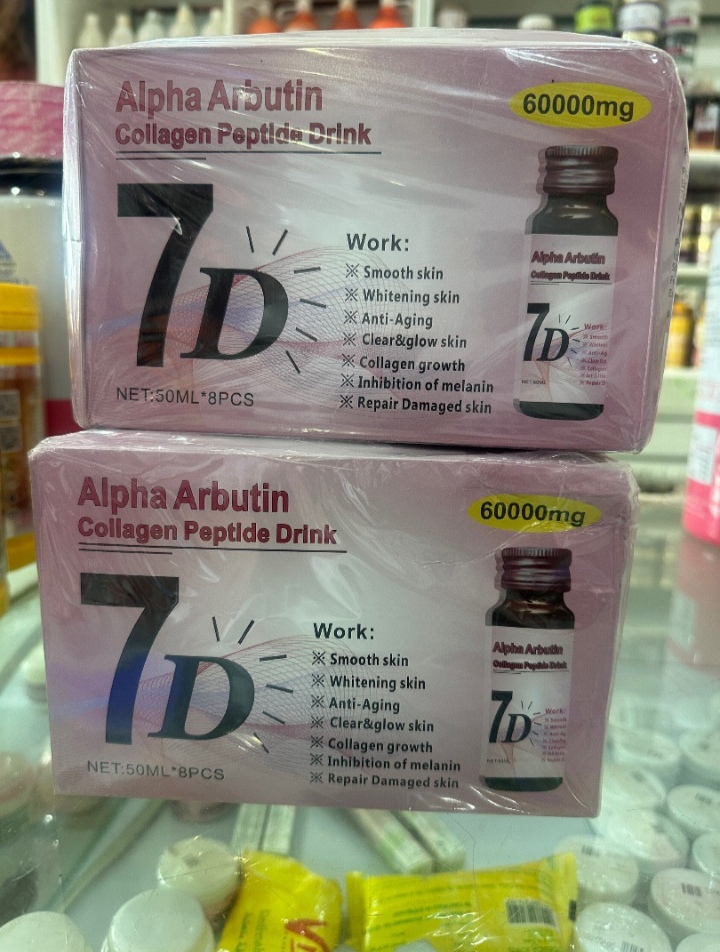 Alpha Arbutin
60000mg
Collagen Peptide Drink
7D
Work:
※ Smooth skin
※ Whitening skin
※ Anti-Aging
※ Clear&glow skin
※ Collagen growth
※ Inhibition of melanin
※ Repair Damaged skin
NET:50ML*8PCS
Alpha Arbutin
Collagen Peptide Drink
7D
Work:
Alpha Arbutin
60000mg
Collagen Peptide Drink
7D
Work:
※ Smooth skin
※ Whitening skin
※ Anti-Aging
※ Clear&glow skin
※ Collagen growth
※ Inhibition of melanin
※ Repair Damaged skin
NET:50ML*8PCS
Alpha Arbutin
Collagen Peptide Drink
7D
Work: